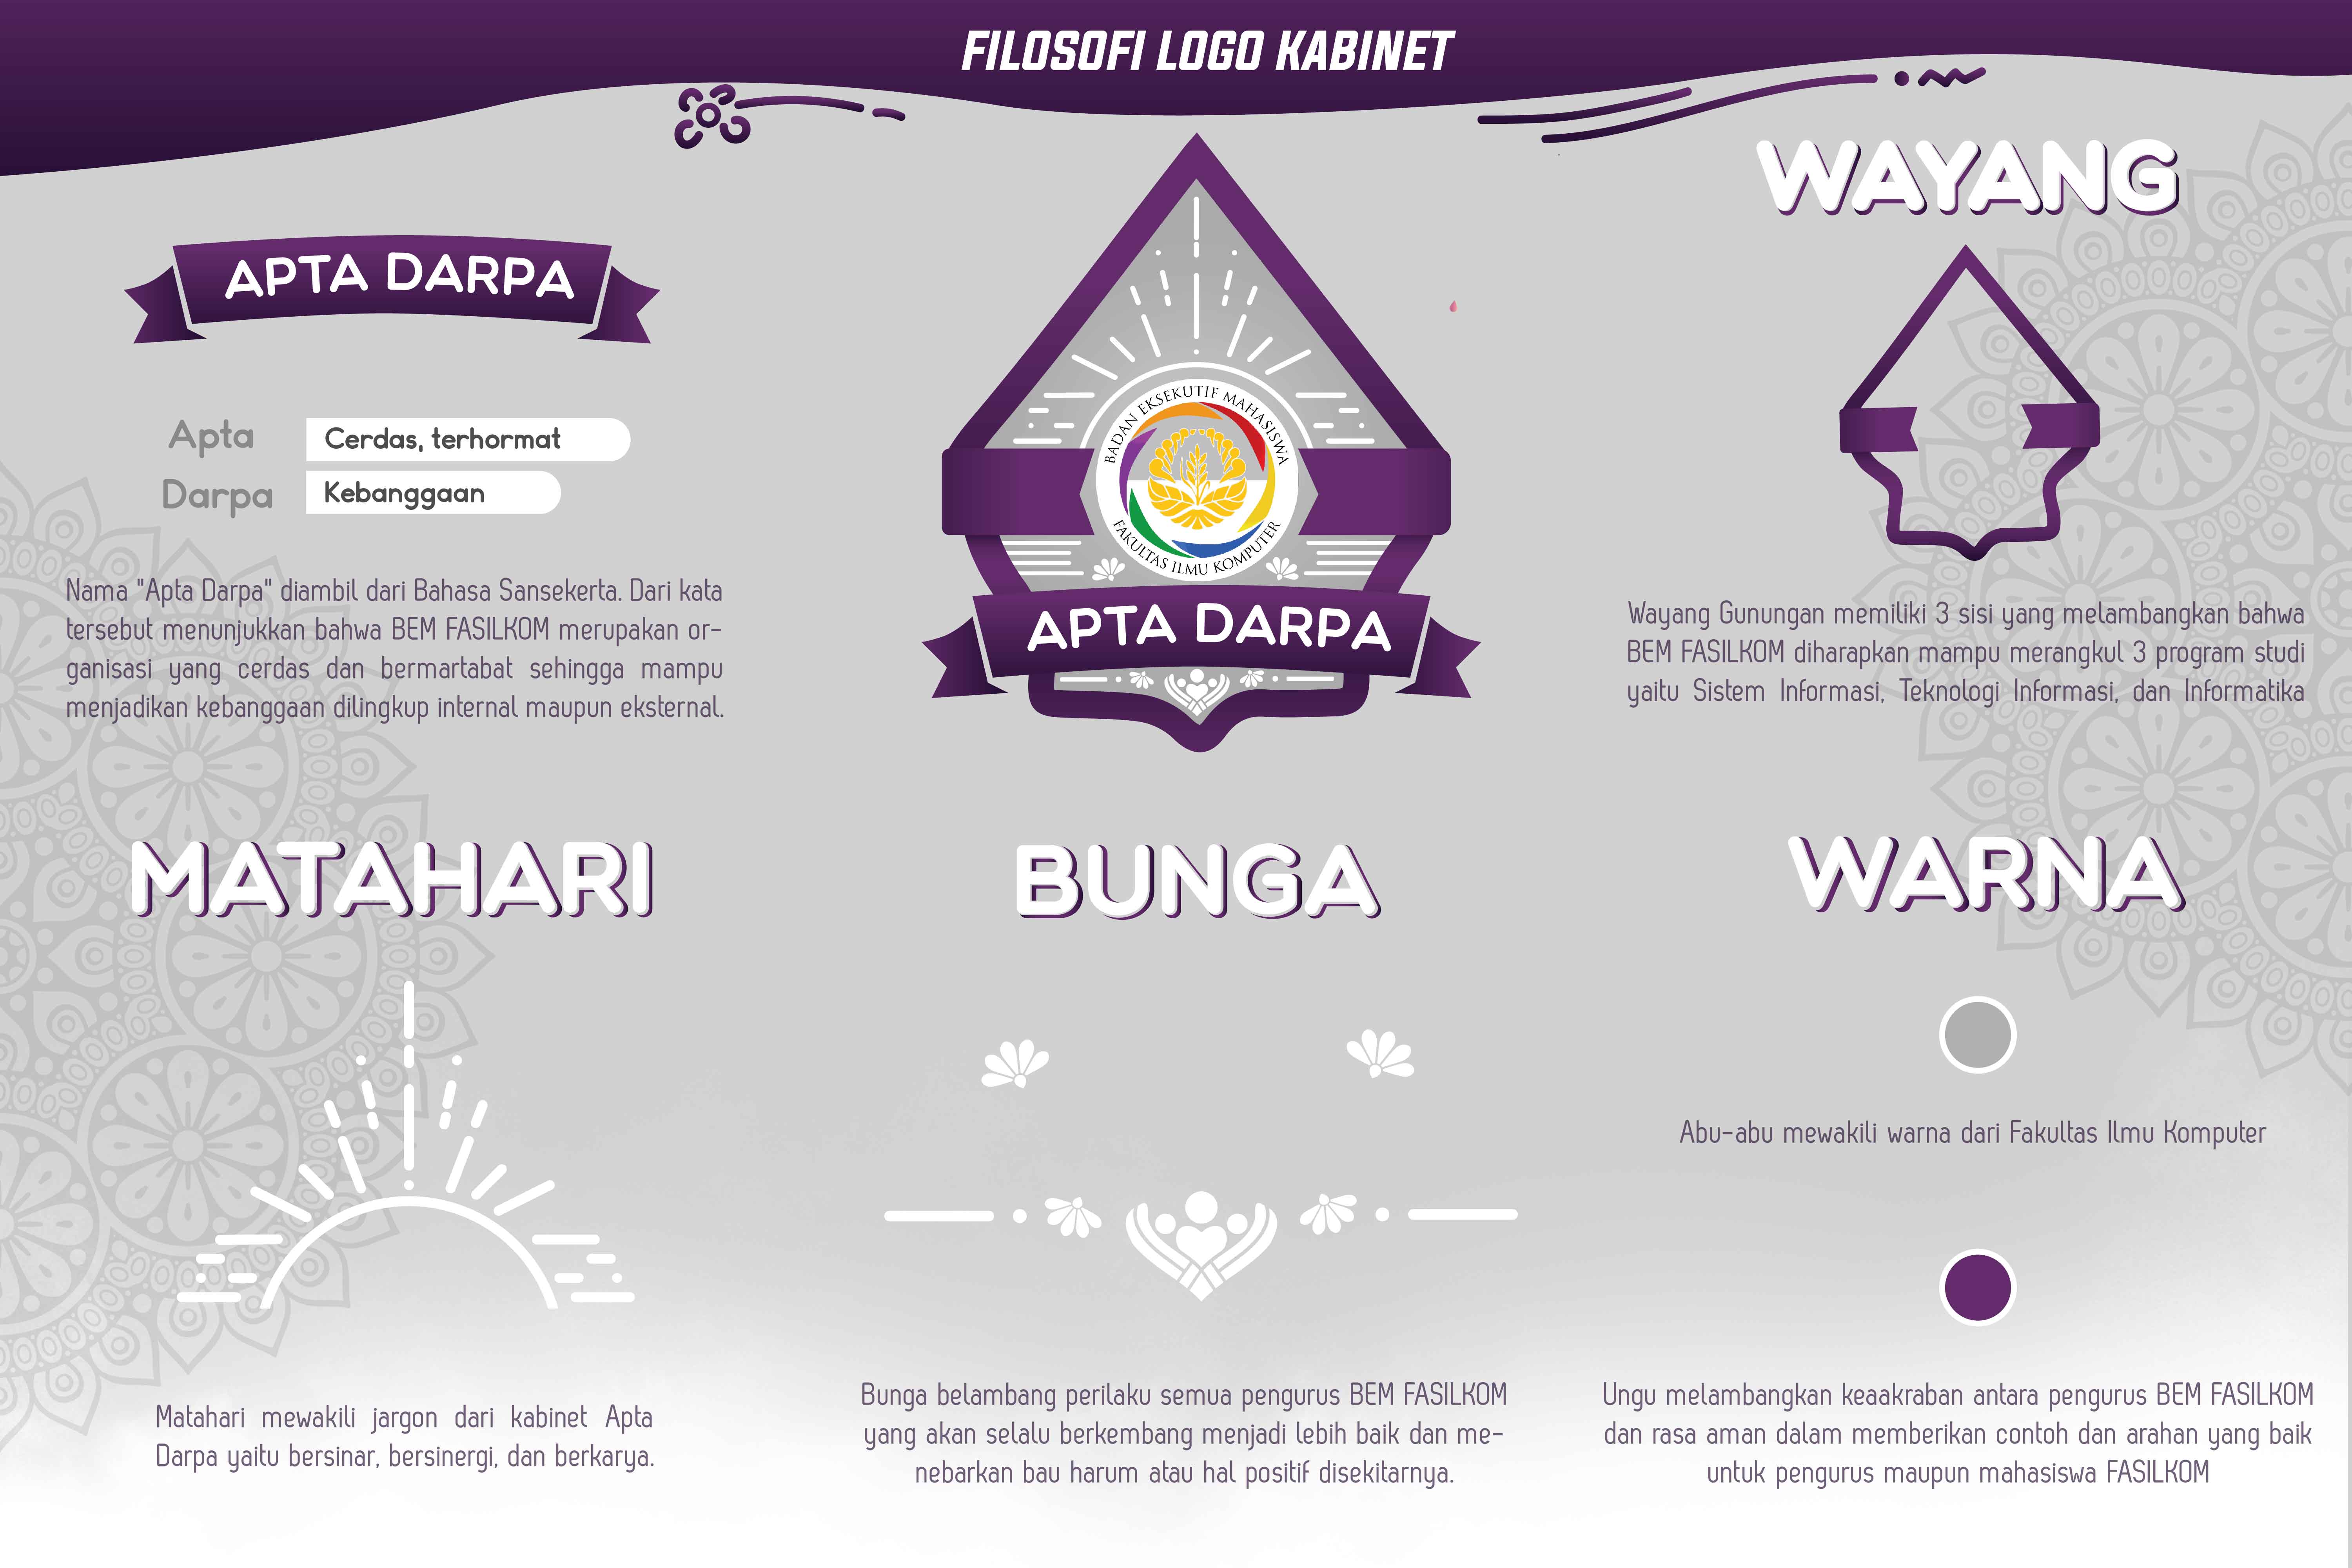 FILOSOFI LOGO KABINET
APTA DARPA
Apta
Cerdas, terhormat
Darpa
Kebanggaan
Nama "Apta Darpa" diambil dari Bahasa Sansekerta. Dari kata
tersebut menunjukkan bahwa BEM FASILKOM merupakan or-
ganisasi yang cerdas dan bermartabat sehingga mampu
menjadikan kebanggaan dilingkup internal maupun eksternal.
BADAN EKSEKUTIF MAHASISWA
FAKULTAS ILMU KOMPUTER
APTA DARPA
WAYANG
Wayang Gunungan memiliki 3 sisi yang melambangkan bahwa
BEM FASILKOM diharapkan mampu merangkul 3 program studi
yaitu Sistem Informasi, Teknologi Informasi, dan Informatika
MATAHARI
Matahari mewakili jargon dari kabinet Apta
Darpa yaitu bersinar, bersinergi, dan berkarya.
BUNGA
Bunga belambang perilaku semua pengurus BEM FASILKOM
yang akan selalu berkembang menjadi lebih baik dan me-
nebarkan bau harum atau hal positif disekitarnya.
WARNA
Abu-abu mewakili warna dari Fakultas Ilmu Komputer
Ungu melambangkan keaakraban antara pengurus BEM FASILKOM
dan rasa aman dalam memberikan contoh dan arahan yang baik
untuk pengurus maupun mahasiswa FASILKOM